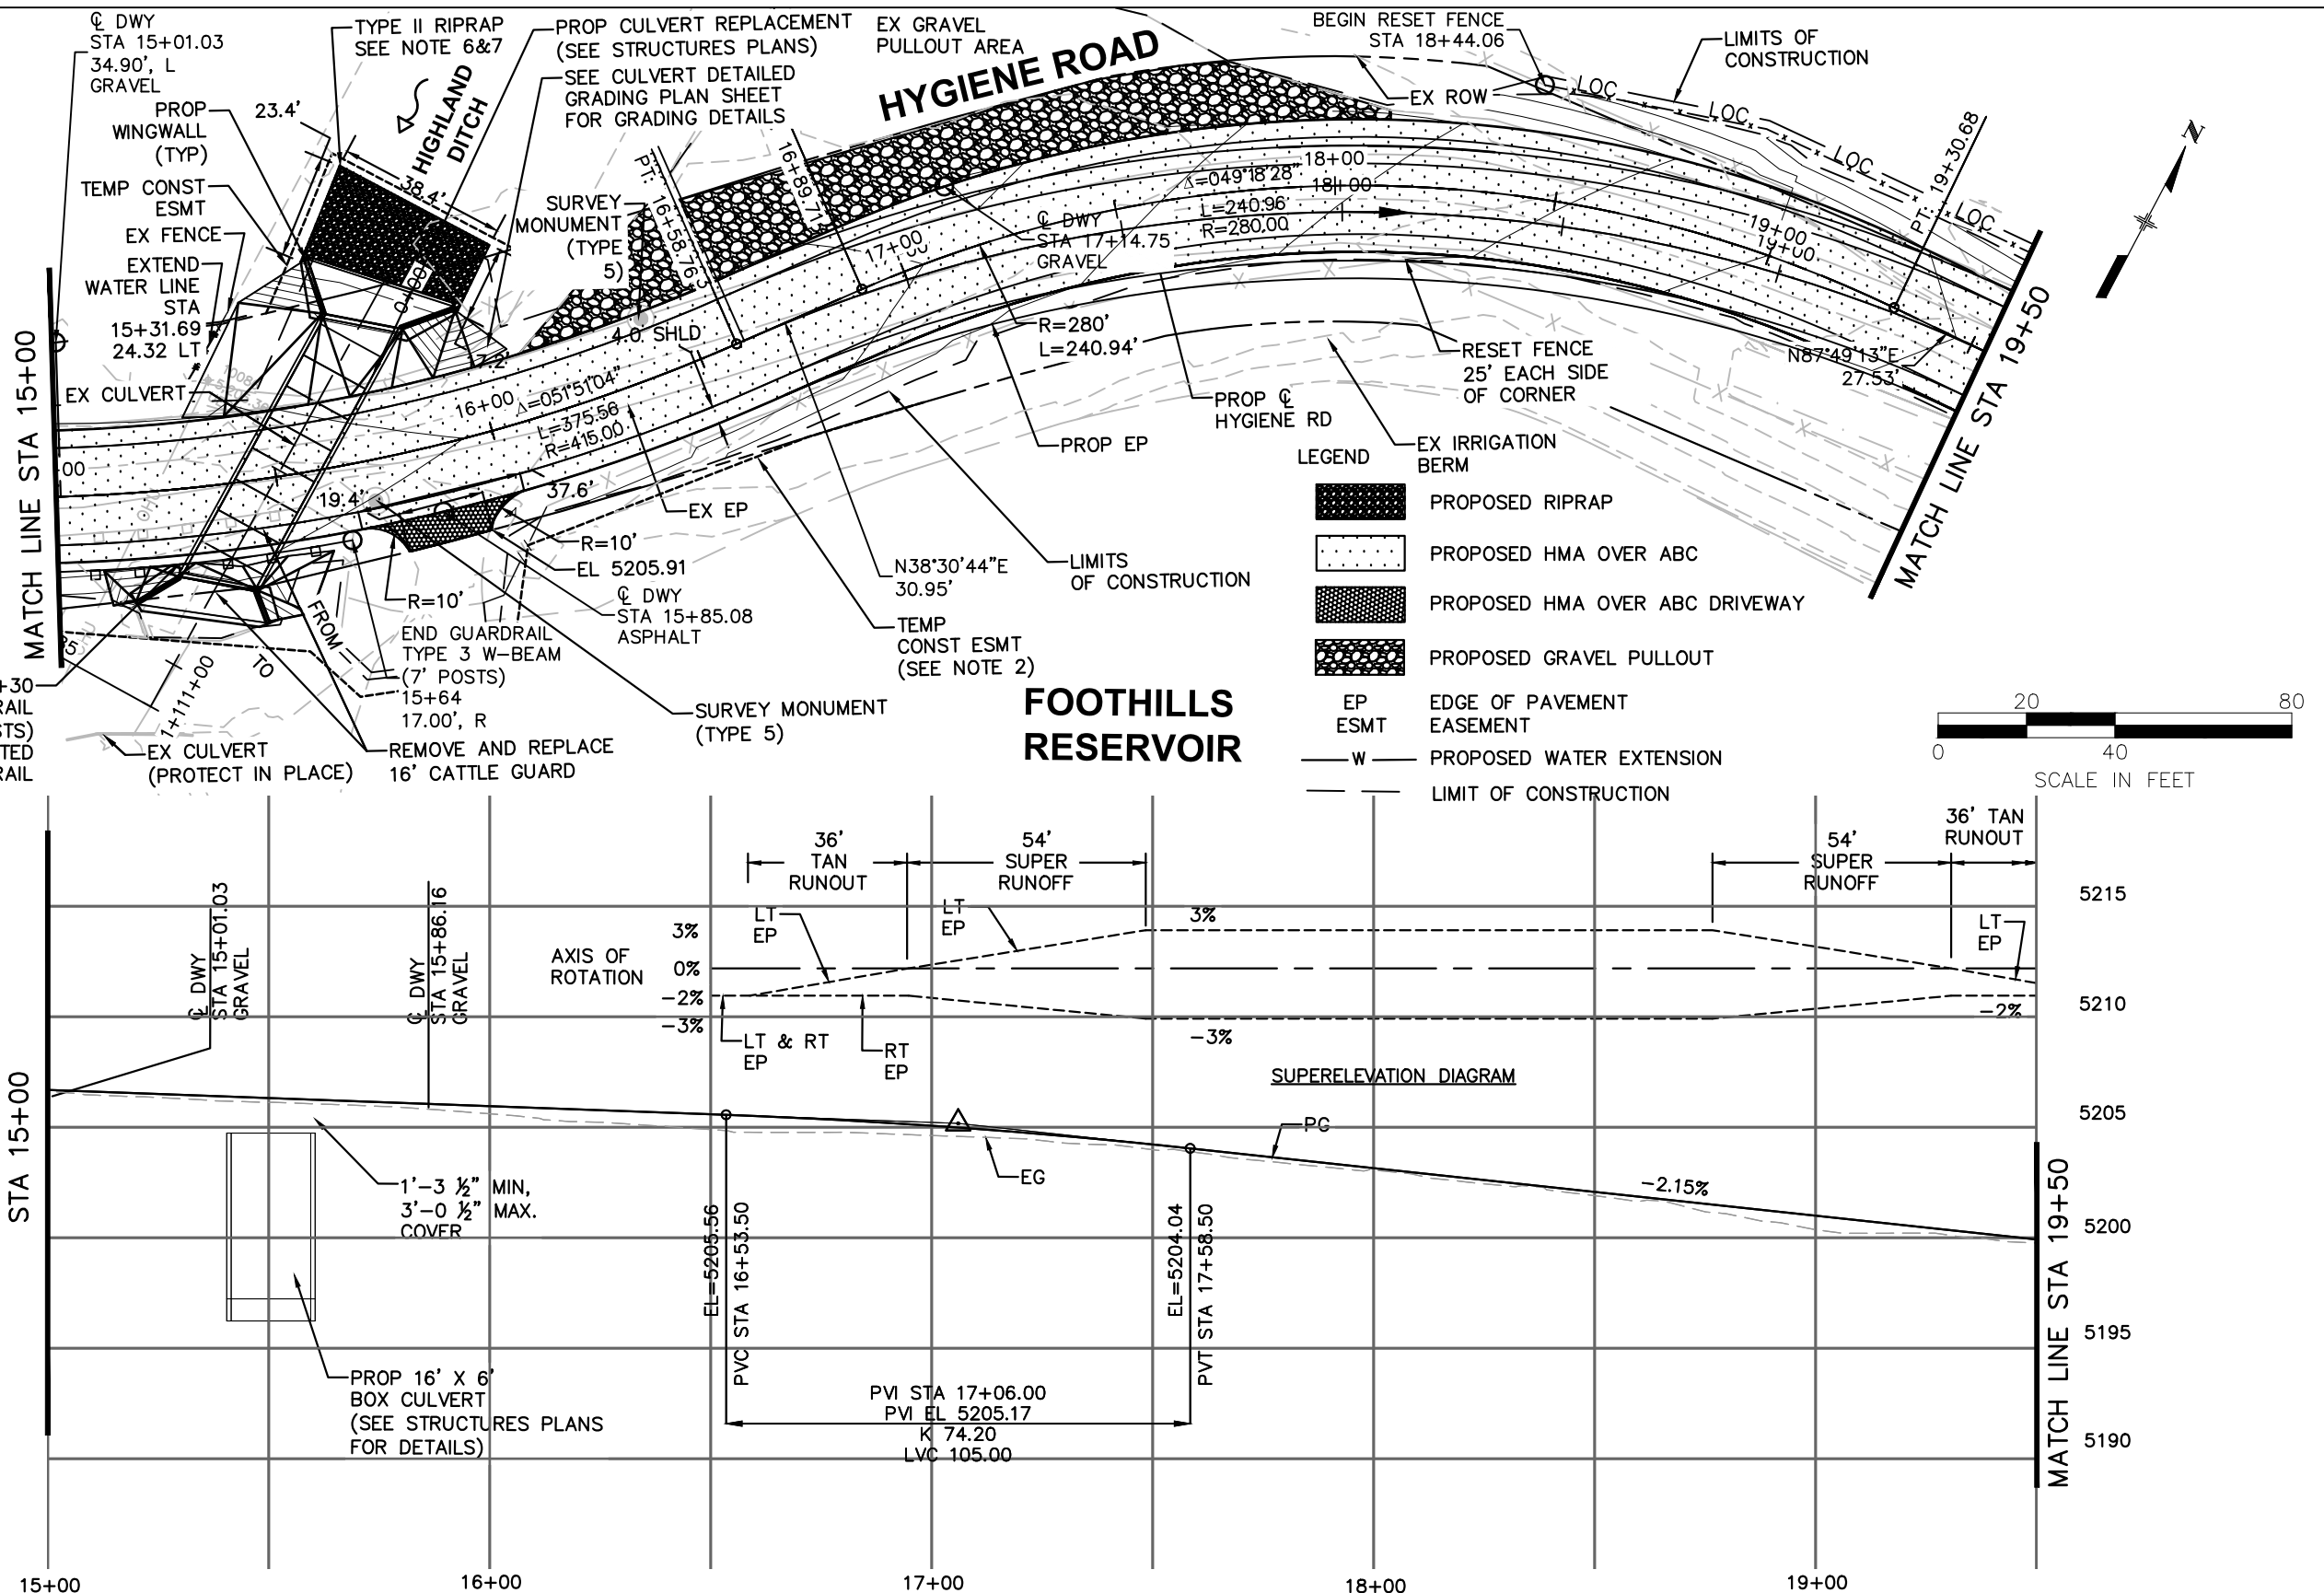 ℄ DWY
STA 15+01.03
34.90', L
GRAVEL
TYPE II RIPRAP
SEE NOTE 6&7
PROP CULVERT REPLACEMENT
(SEE STRUCTURES PLANS)
SEE CULVERT DETAILED
GRADING PLAN SHEET
FOR GRADING DETAILS
EX GRAVEL
PULLOUT AREA
HYGIENE ROAD
BEGIN RESET FENCE
STA 18+44.06
LIMITS OF
CONSTRUCTION
LOC
LOC
LOC
LOC
EX ROW
PROP
WINGWALL
(TYP)
23.4'
HIGHLAND
DITCH
38.4'
TEMP CONST
ESMT
EX FENCE
EXTEND
WATER LINE
STA
15+31.69
24.32 LT
EX CULVERT
SURVEY
MONUMENT
(TYPE
5)
PT: 16+58.76
16+89.71
17+00
4.0' SHLD
7.2'
℄ DWY
STA 17+14.75
GRAVEL
18+00
Δ=049°18'28"
18+00
L=240.96
R=280.00
19+00
19+00
PT: 19+30.68
N
16+00
Δ=051°51'04"
L=375.56
R=415.00
R=280'
L=240.94'
PROP ℄
HYGIENE RD
RESET FENCE
25' EACH SIDE
OF CORNER
N87°49'13"E
27.53'
PROP EP
EX IRRIGATION
BERM
MATCH LINE STA 15+00
MATCH LINE STA 19+50
00
19.4'
37.6'
EX EP
R=10'
EL 5205.91
℄ DWY
STA 15+85.08
ASPHALT
N38°30'44"E
30.95'
LIMITS
OF CONSTRUCTION
R=10'
END GUARDRAIL
TYPE 3 W-BEAM
(7' POSTS)
15+64
17.00', R
TEMP
CONST ESMT
(SEE NOTE 2)
FROM
TO
1+11
1+00
SURVEY MONUMENT
(TYPE 5)
+30
RAIL
STS)
TED
RAIL
EX CULVERT
(PROTECT IN PLACE)
REMOVE AND REPLACE
16' CATTLE GUARD
FOOTHILLS
RESERVOIR
LEGEND
PROPOSED RIPRAP
PROPOSED HMA OVER ABC
PROPOSED HMA OVER ABC DRIVEWAY
PROPOSED GRAVEL PULLOUT
EP EDGE OF PAVEMENT
ESMT EASEMENT
W PROPOSED WATER EXTENSION
LIMIT OF CONSTRUCTION
20 80
0 40
SCALE IN FEET
36'
TAN
RUNOUT
54'
SUPER
RUNOFF
54'
SUPER
RUNOFF
36' TAN
RUNOUT
5215
℄ DWY
STA 15+01.03
GRAVEL
℄ DWY
STA 15+86.16
GRAVEL
AXIS OF
ROTATION
3%
0%
-2%
-3%
LT
EP
LT
EP
3%
LT
EP
LT & RT
EP
RT
EP
-3%
-2%
5210
SUPERELEVATION DIAGRAM
STA 15+00
5205
PG
EG
1'-3 ½" MIN,
3'-0 ½" MAX.
COVER
-2.15%
EL=5205.56
PVC STA 16+53.50
EL=5204.04
PVT STA 17+58.50
5200
5195
PROP 16' X 6'
BOX CULVERT
(SEE STRUCTURES PLANS
FOR DETAILS)
PVI STA 17+06.00
PVI EL 5205.17
K 74.20
LVC 105.00
5190
MATCH LINE STA 19+50
15+00 16+00 17+00 18+00 19+00